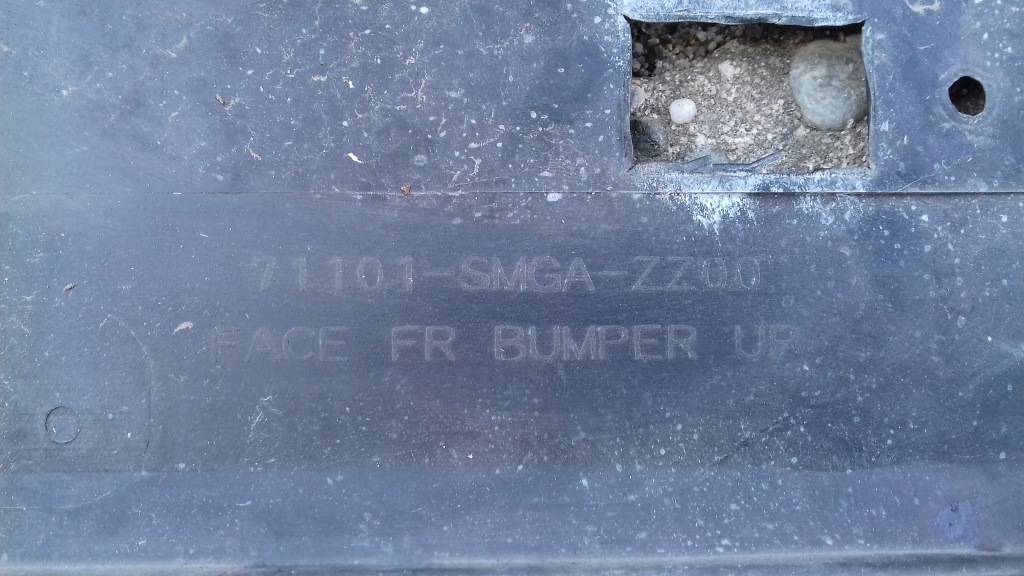 71101-SMGA-ZZ00
FACE FR BUMPER UP